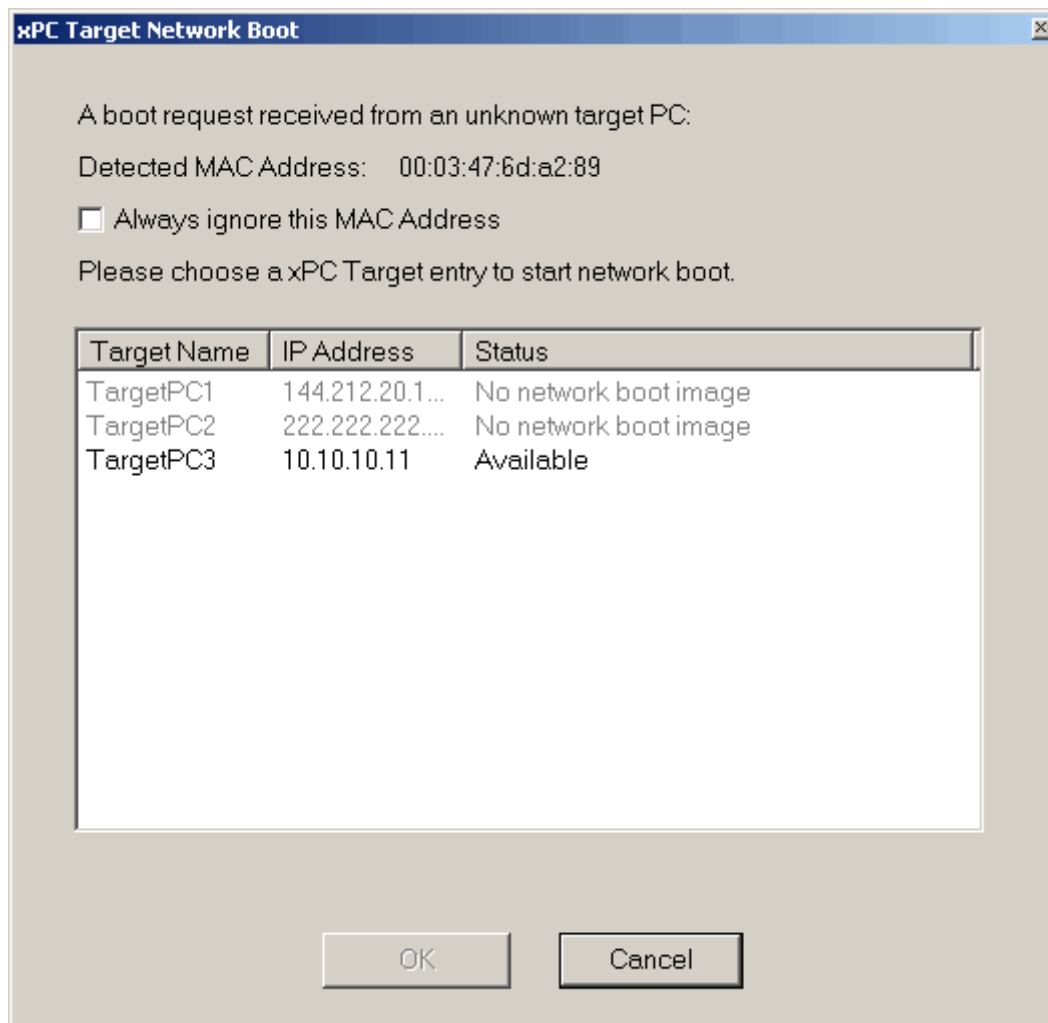 xPC Target Network Boot
A boot request received from an unknown target PC:
Detected MAC Address: 00:03:47:6d:a2:89
Always ignore this MAC Address
Please choose a xPC Target entry to start network boot.
Target Name IP Address Status
TargetPC1 144.212.20.1... No network boot image
TargetPC2 222.222.222.... No network boot image
TargetPC3 10.10.10.11 Available
OK Cancel